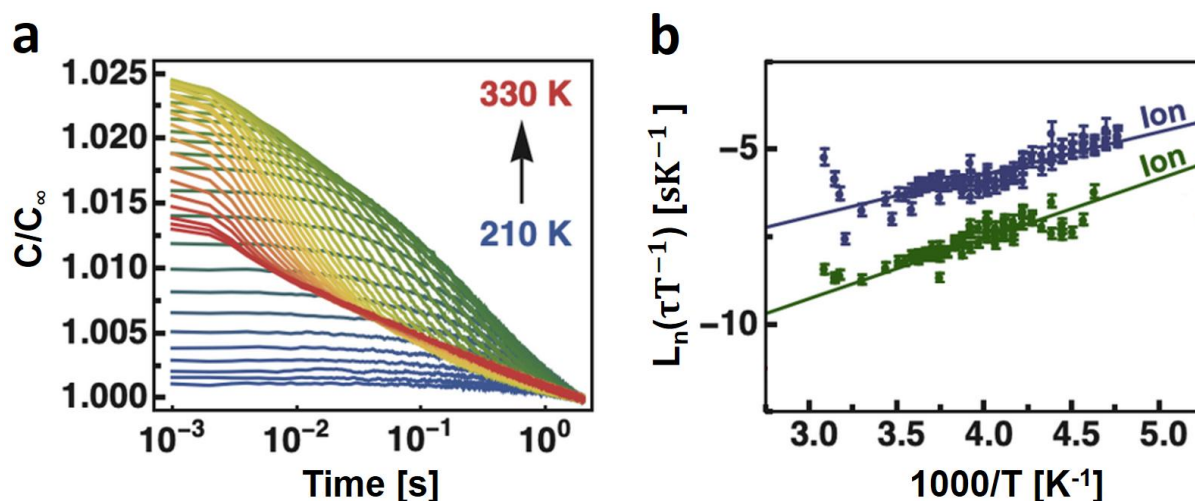 a
1.025
1.020
1.015
1.010
1.005
1.000
C/C∞
330 K
210 K
10⁻³ 10⁻² 10⁻¹ 10⁰
Time [s]
b
−5
−10
Lₙ(τT⁻¹) [sK⁻¹]
Ion
Ion
3.0 3.5 4.0 4.5 5.0
1000/T [K⁻¹]